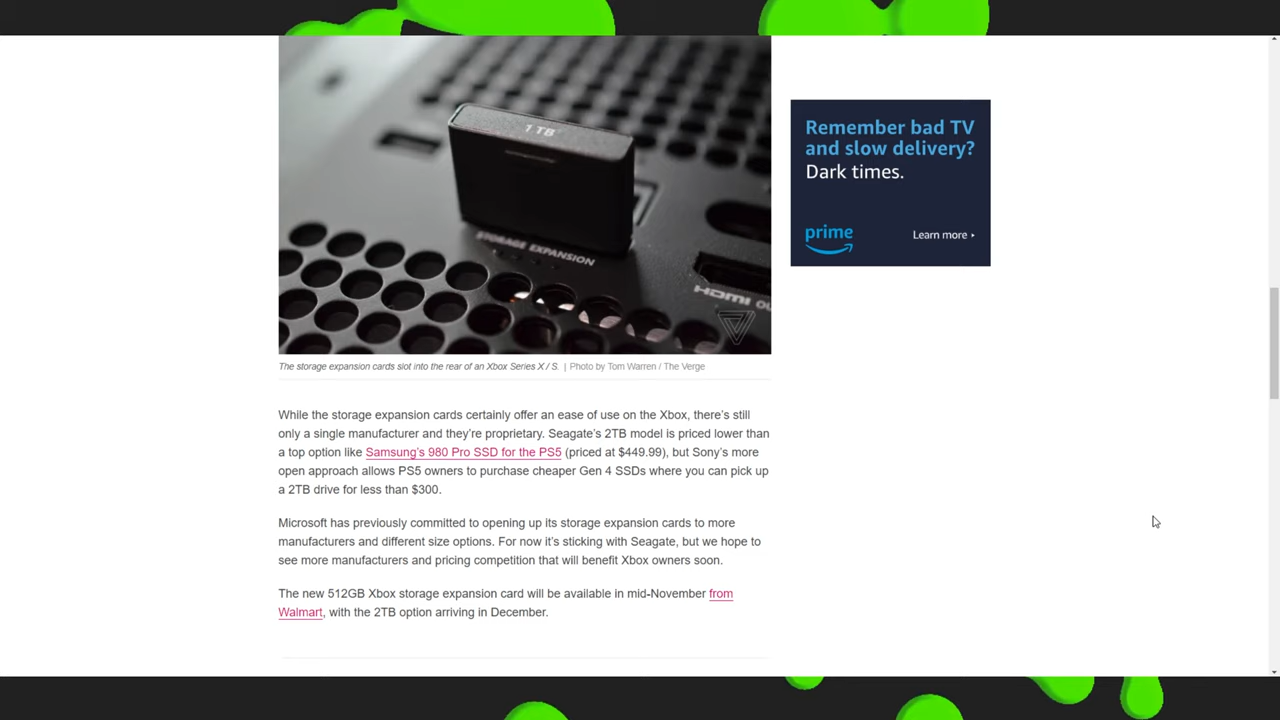 1 TB
STORAGE EXPANSION
HDMI OU
Remember bad TV
and slow delivery?
Dark times.
prime
Learn more
The storage expansion cards slot into the rear of an Xbox Series X / S. | Photo by Tom Warren / The Verge
While the storage expansion cards certainly offer an ease of use on the Xbox, there's still
only a single manufacturer and they're proprietary. Seagate's 2TB model is priced lower than
a top option like Samsung's 980 Pro SSD for the PS5 (priced at $449.99), but Sony's more
open approach allows PS5 owners to purchase cheaper Gen 4 SSDs where you can pick up
a 2TB drive for less than $300.
Microsoft has previously committed to opening up its storage expansion cards to more
manufacturers and different size options. For now it's sticking with Seagate, but we hope to
see more manufacturers and pricing competition that will benefit Xbox owners soon.
The new 512GB Xbox storage expansion card will be available in mid-November from
Walmart, with the 2TB option arriving in December.